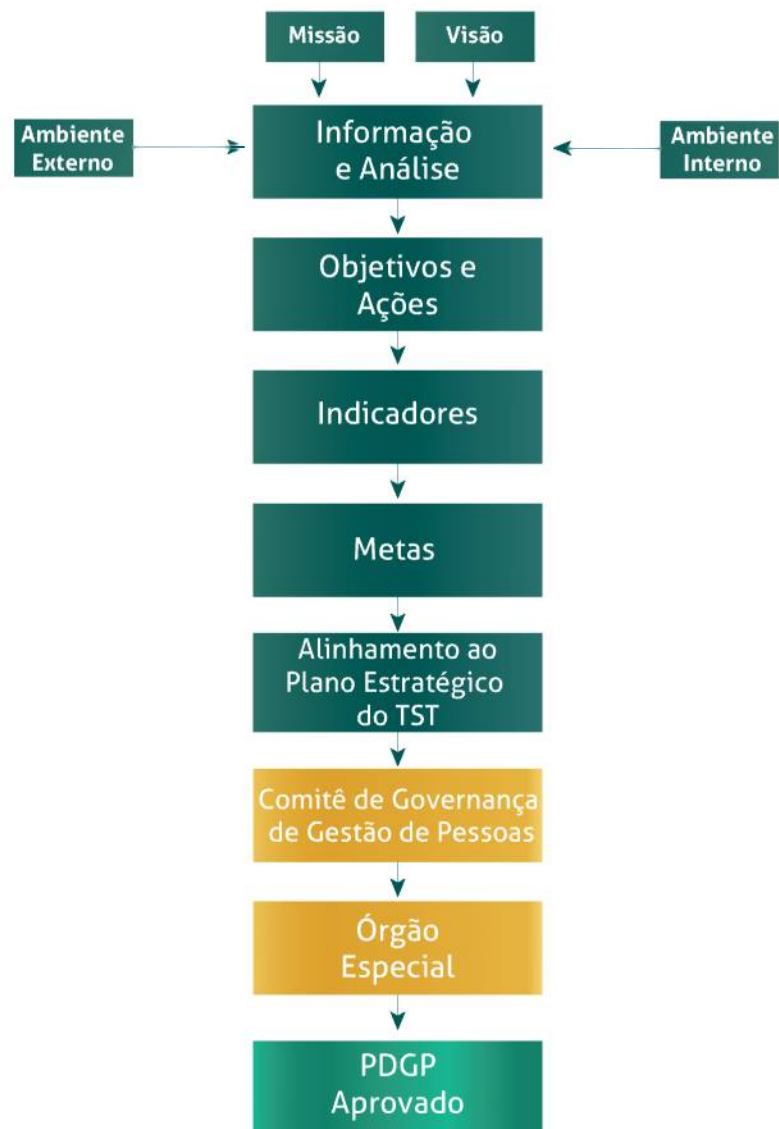 Missão
Visão
Ambiente
Externo
Informação
e Análise
Ambiente
Interno
Objetivos e
Ações
Indicadores
Metas
Alinhamento ao
Plano Estratégico
do TST
Comitê de Governança
de Gestão de Pessoas
Órgão
Especial
PDGP
Aprovado